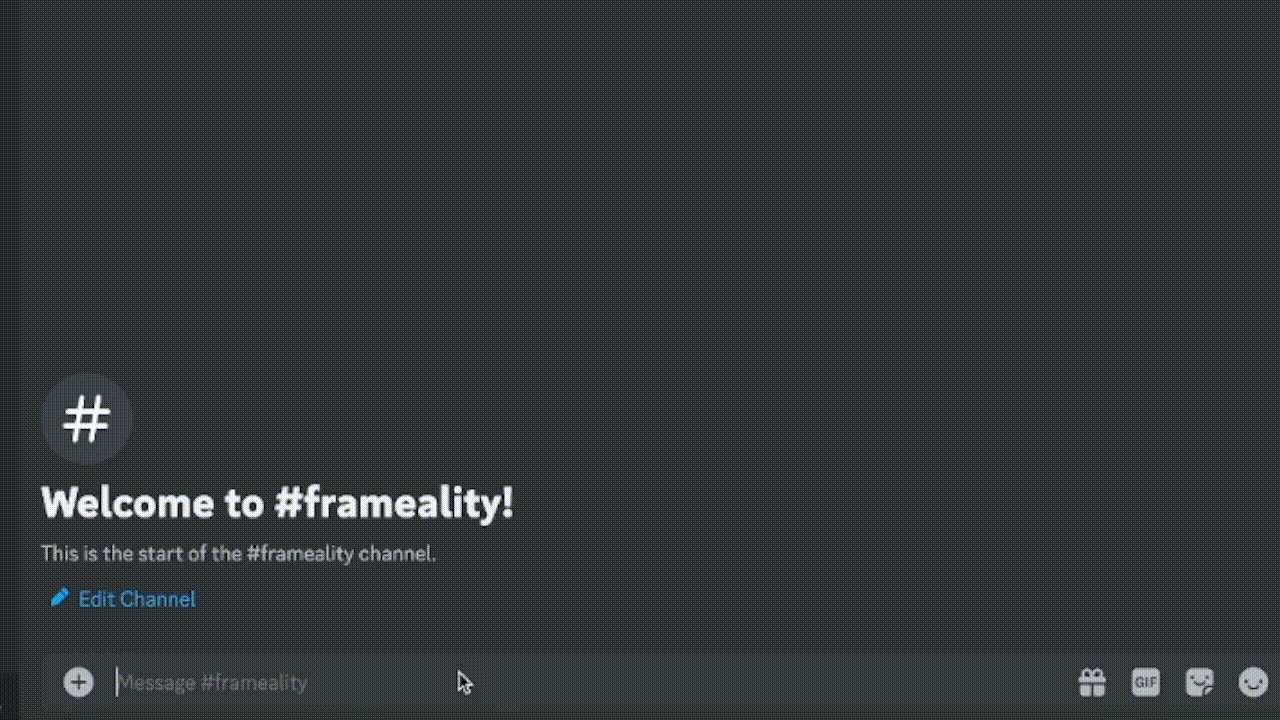 #
Welcome to #frameality!
This is the start of the #frameality channel.
Edit Channel
Message #frameality
GIF